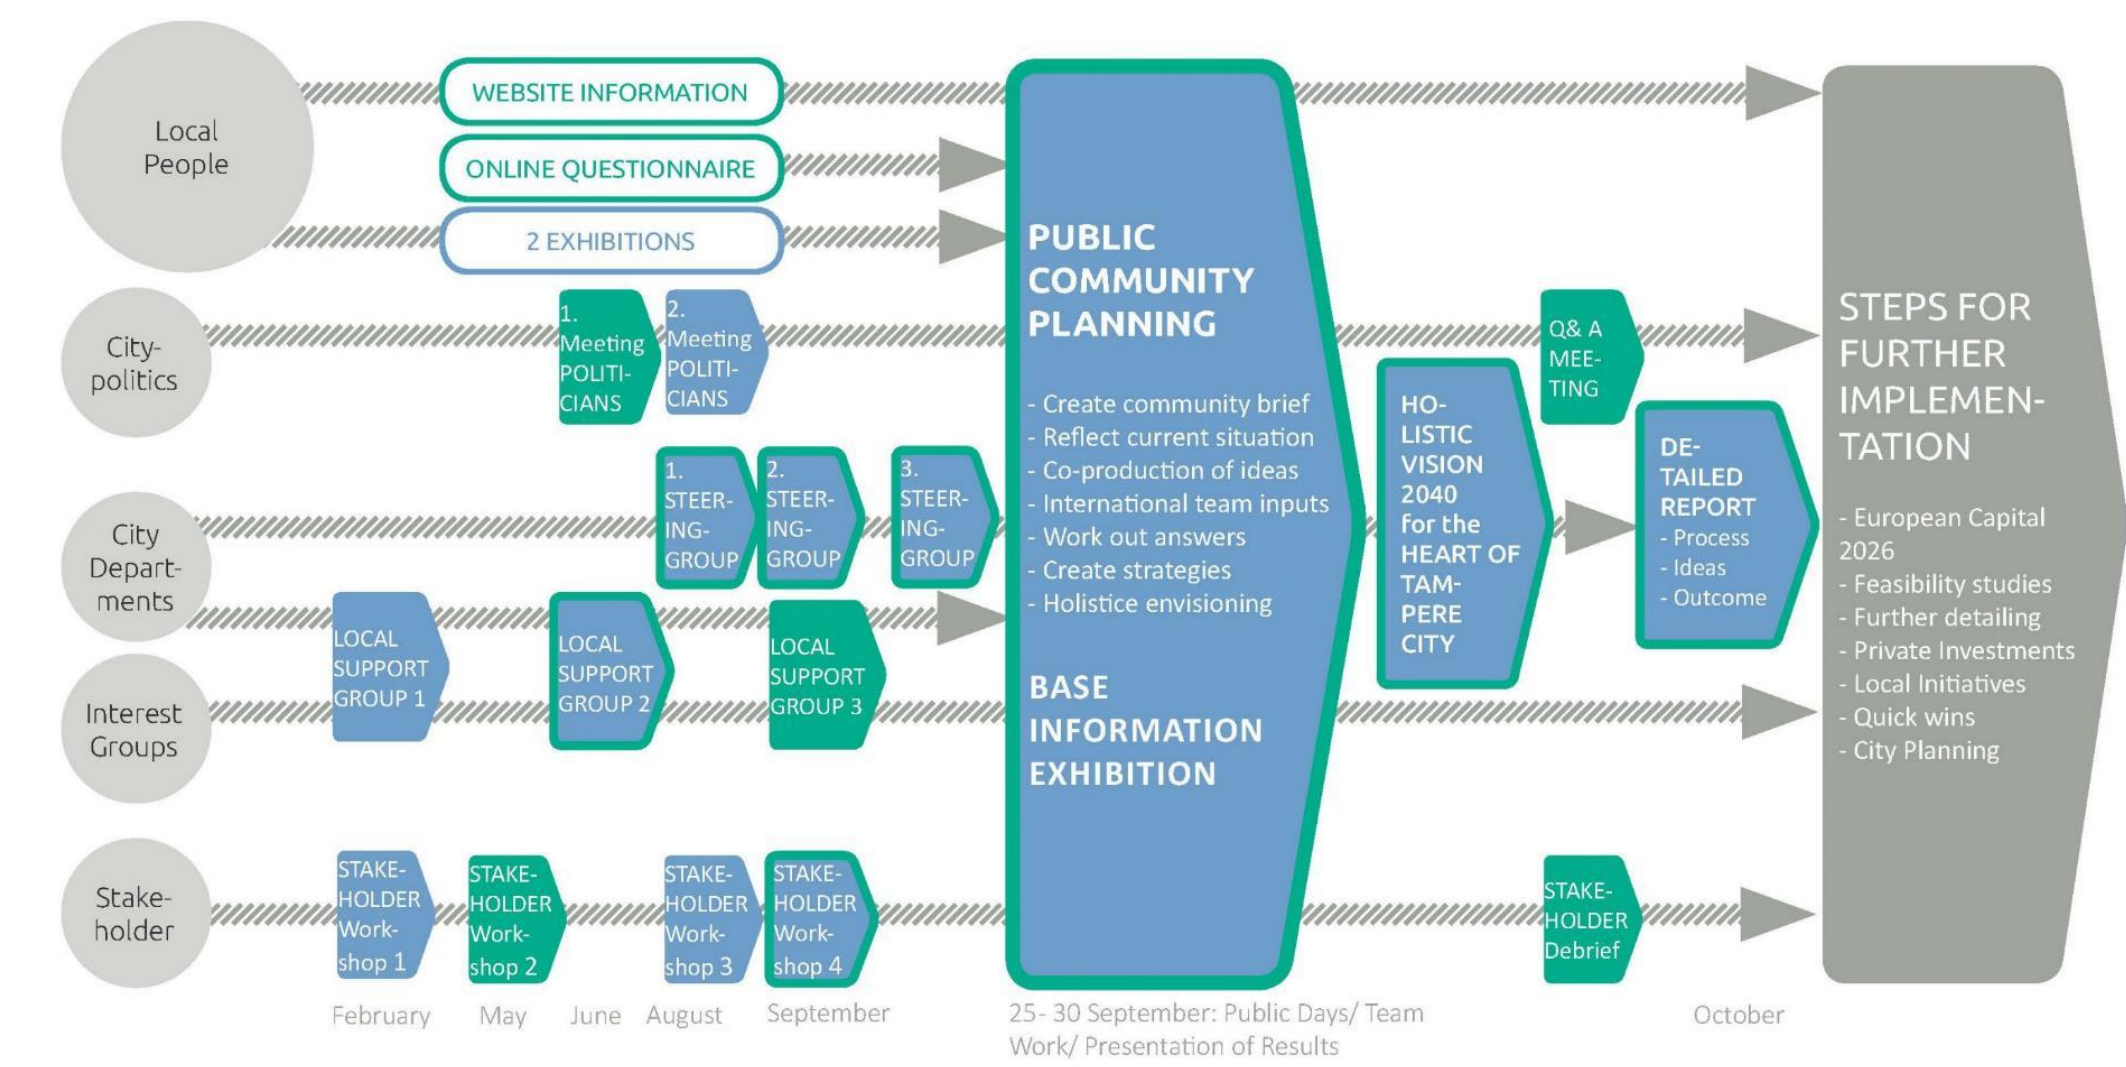 Local
People
WEBSITE INFORMATION
ONLINE QUESTIONNAIRE
2 EXHIBITIONS
City-
politics
1.
Meeting
POLITI-
CIANS
2.
Meeting
POLITI-
CIANS
City
Depart-
ments
1.
STEER-
ING-
GROUP
2.
STEER-
ING-
GROUP
3.
STEER-
ING-
GROUP
LOCAL
SUPPORT
GROUP 1
LOCAL
SUPPORT
GROUP 2
LOCAL
SUPPORT
GROUP 3
Interest
Groups
Stake-
holder
STAKE-
HOLDER
Work-
shop 1
STAKE-
HOLDER
Work-
shop 2
STAKE-
HOLDER
Work-
shop 3
STAKE-
HOLDER
Work-
shop 4
PUBLIC
COMMUNITY
PLANNING
- Create community brief
- Reflect current situation
- Co-production of ideas
- International team inputs
- Work out answers
- Create strategies
- Holistice envisioning
BASE
INFORMATION
EXHIBITION
HO-
LISTIC
VISION
2040
for the
HEART OF
TAM-
PERE
CITY
Q& A
MEE-
TING
DE-
TAILED
REPORT
- Process
- Ideas
- Outcome
STAKE-
HOLDER
Debrief
STEPS FOR
FURTHER
IMPLEMEN-
TATION
- European Capital
2026
- Feasibility studies
- Further detailing
- Private Investments
- Local Initiatives
- Quick wins
- City Planning
February
May
June
August
September
25- 30 September: Public Days/ Team
Work/ Presentation of Results
October